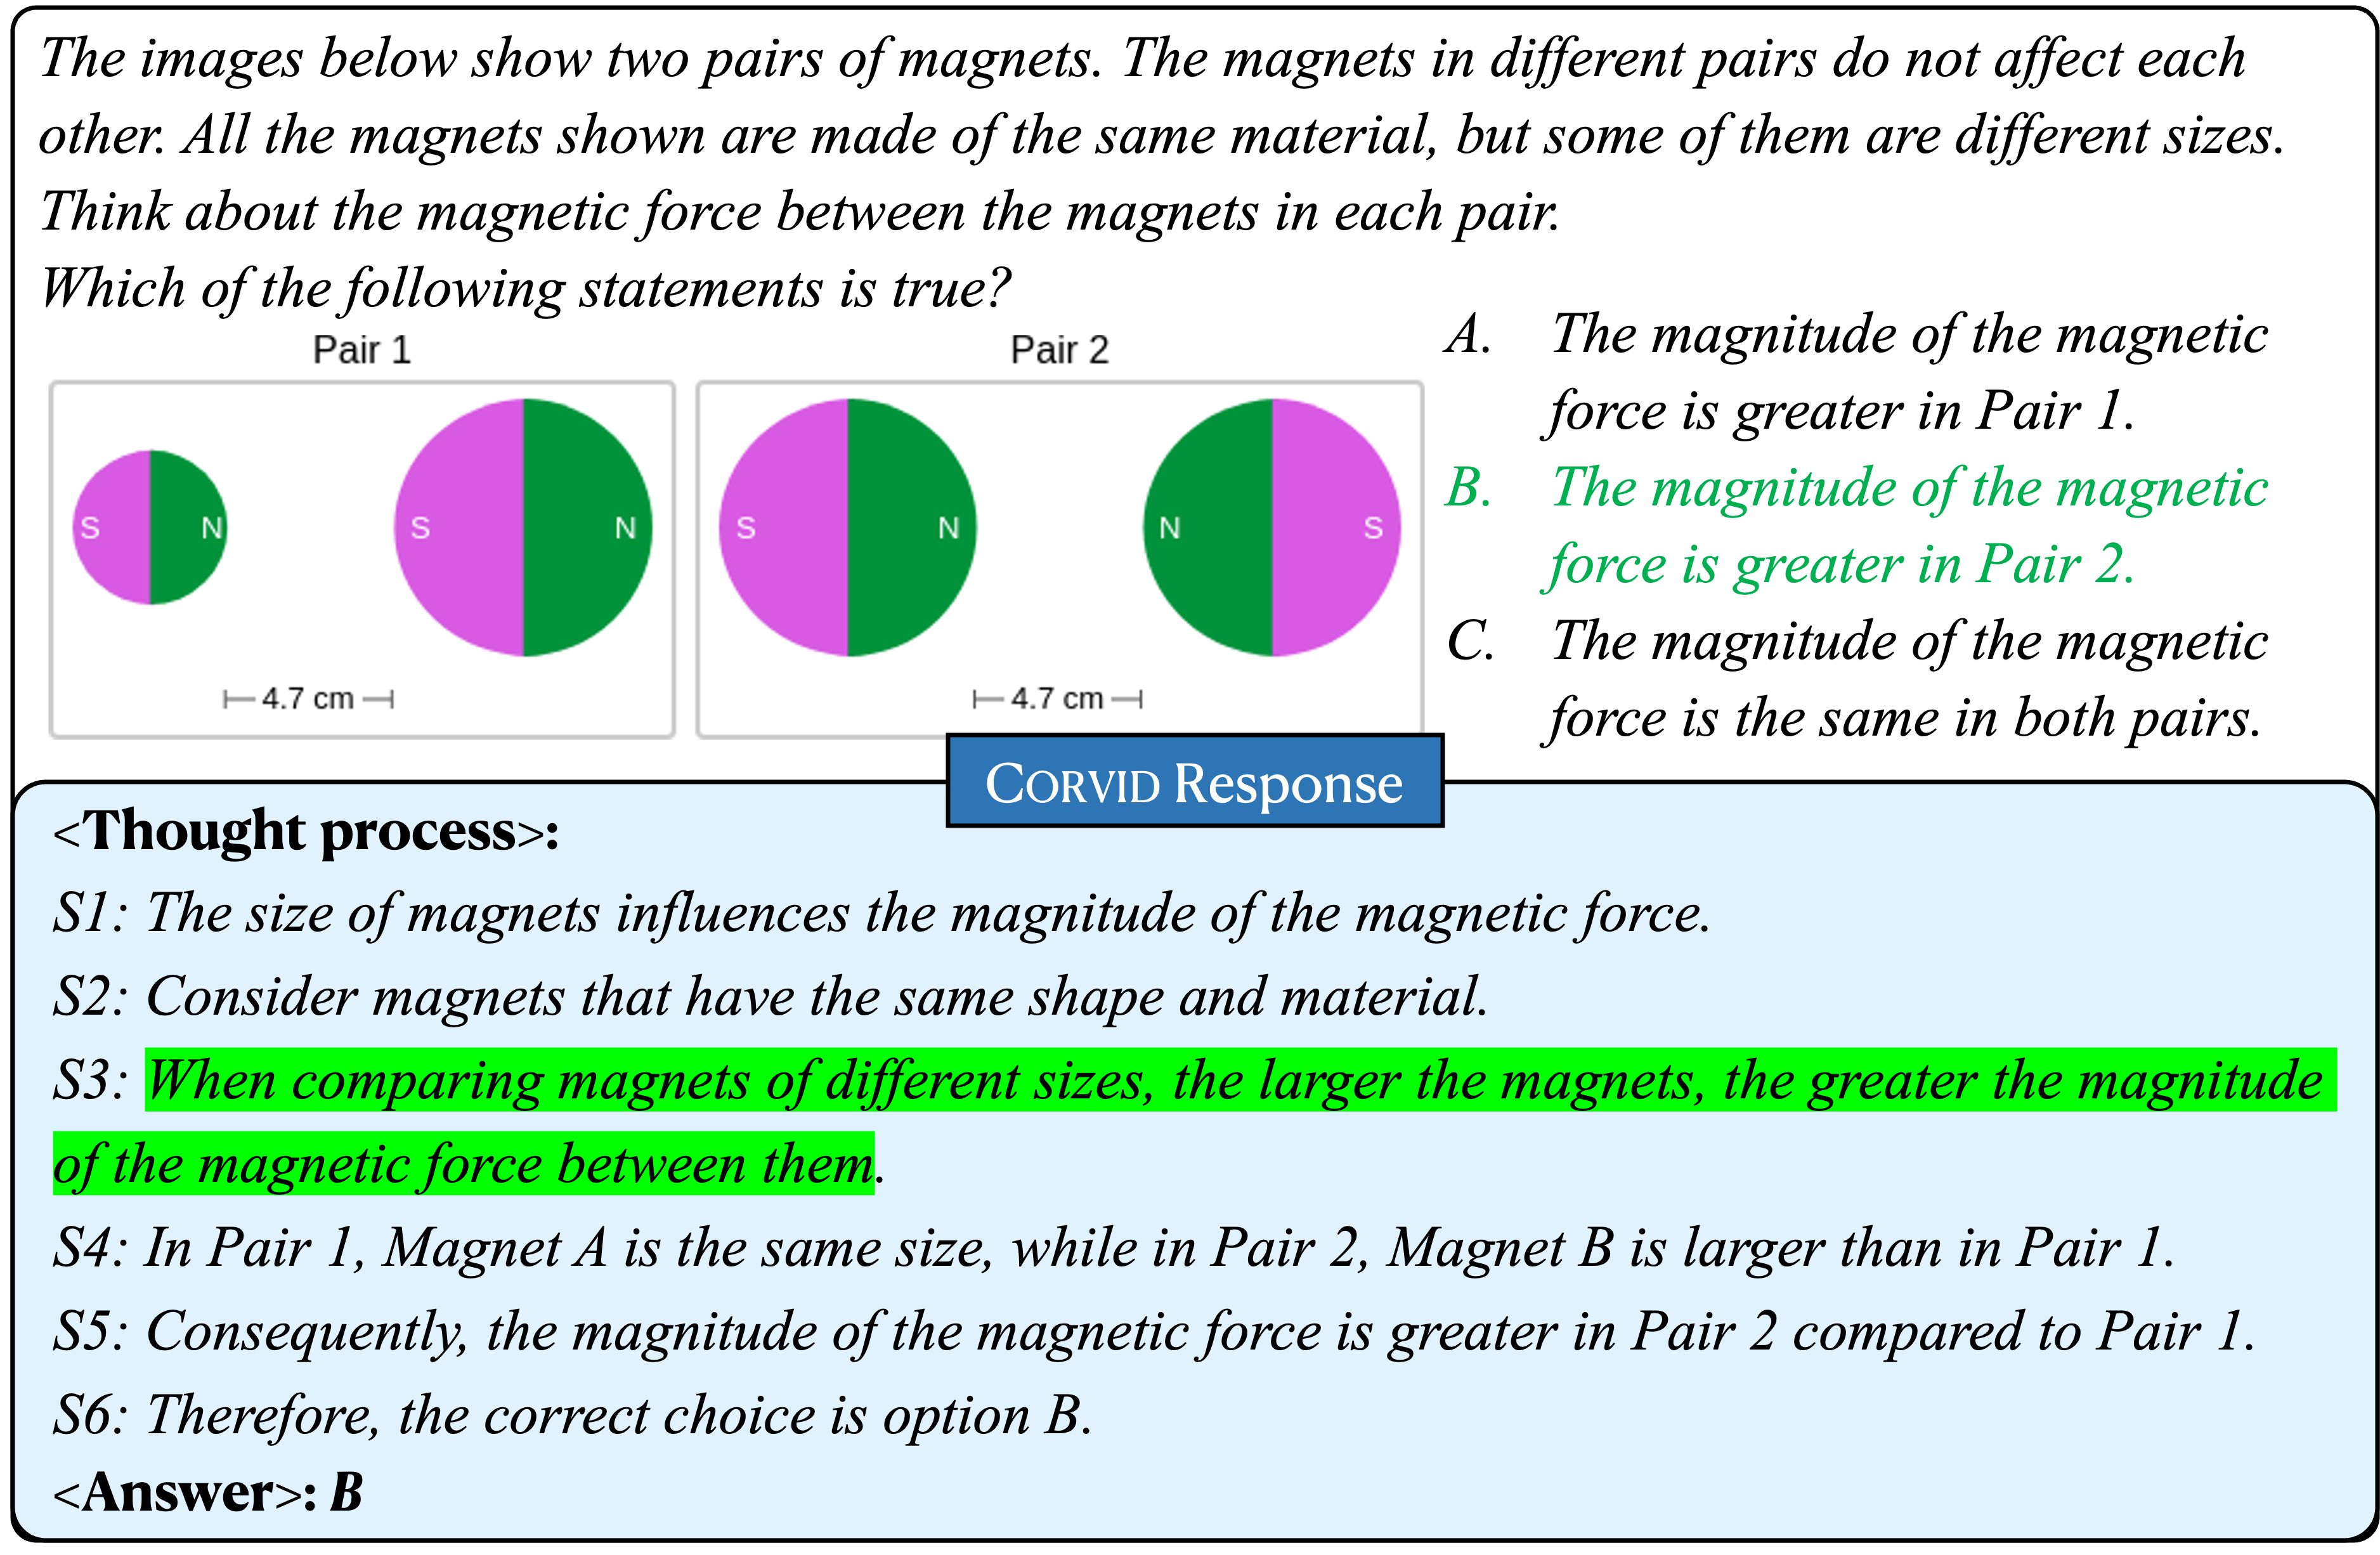 The images below show two pairs of magnets. The magnets in different pairs do not affect each
other. All the magnets shown are made of the same material, but some of them are different sizes.
Think about the magnetic force between the magnets in each pair.
Which of the following statements is true?
Pair 1
Pair 2
S N S N
S N N S
4.7 cm
4.7 cm
A. The magnitude of the magnetic
force is greater in Pair 1.
B. The magnitude of the magnetic
force is greater in Pair 2.
C. The magnitude of the magnetic
force is the same in both pairs.
CORVID Response
<Thought process>:
S1: The size of magnets influences the magnitude of the magnetic force.
S2: Consider magnets that have the same shape and material.
S3: When comparing magnets of different sizes, the larger the magnets, the greater the magnitude
of the magnetic force between them.
S4: In Pair 1, Magnet A is the same size, while in Pair 2, Magnet B is larger than in Pair 1.
S5: Consequently, the magnitude of the magnetic force is greater in Pair 2 compared to Pair 1.
S6: Therefore, the correct choice is option B.
<Answer>: B